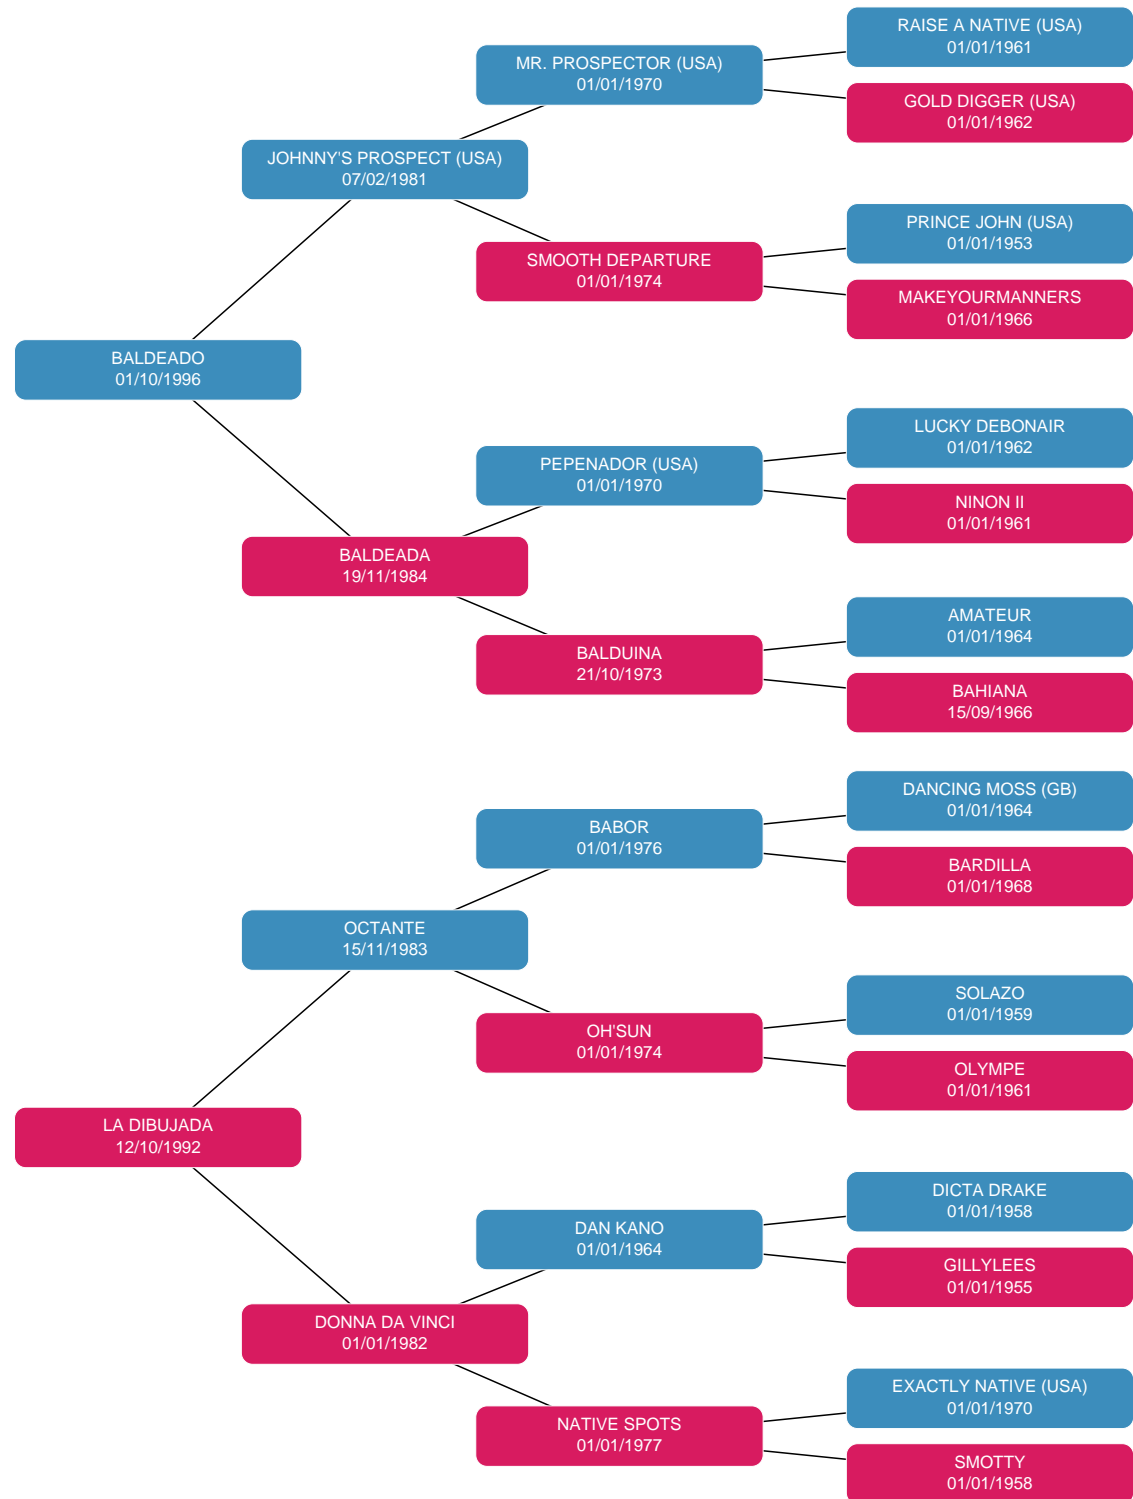 RAISE A NATIVE (USA)
01/01/1961
MR. PROSPECTOR (USA)
01/01/1970
GOLD DIGGER (USA)
01/01/1962
JOHNNY'S PROSPECT (USA)
07/02/1981
PRINCE JOHN (USA)
01/01/1953
SMOOTH DEPARTURE
01/01/1974
MAKEYOURMANNERS
01/01/1966
BALDEADO
01/10/1996
LUCKY DEBONAIR
01/01/1962
PEPENADOR (USA)
01/01/1970
NINON II
01/01/1961
BALDEADA
19/11/1984
AMATEUR
01/01/1964
BALDUINA
21/10/1973
BAHIANA
15/09/1966
DANCING MOSS (GB)
01/01/1964
BABOR
01/01/1976
BARDILLA
01/01/1968
OCTANTE
15/11/1983
SOLAZO
01/01/1959
OH'SUN
01/01/1974
OLYMPE
01/01/1961
LA DIBUJADA
12/10/1992
DICTA DRAKE
01/01/1958
DAN KANO
01/01/1964
GILLYLEES
01/01/1955
DONNA DA VINCI
01/01/1982
EXACTLY NATIVE (USA)
01/01/1970
NATIVE SPOTS
01/01/1977
SMOTTY
01/01/1958